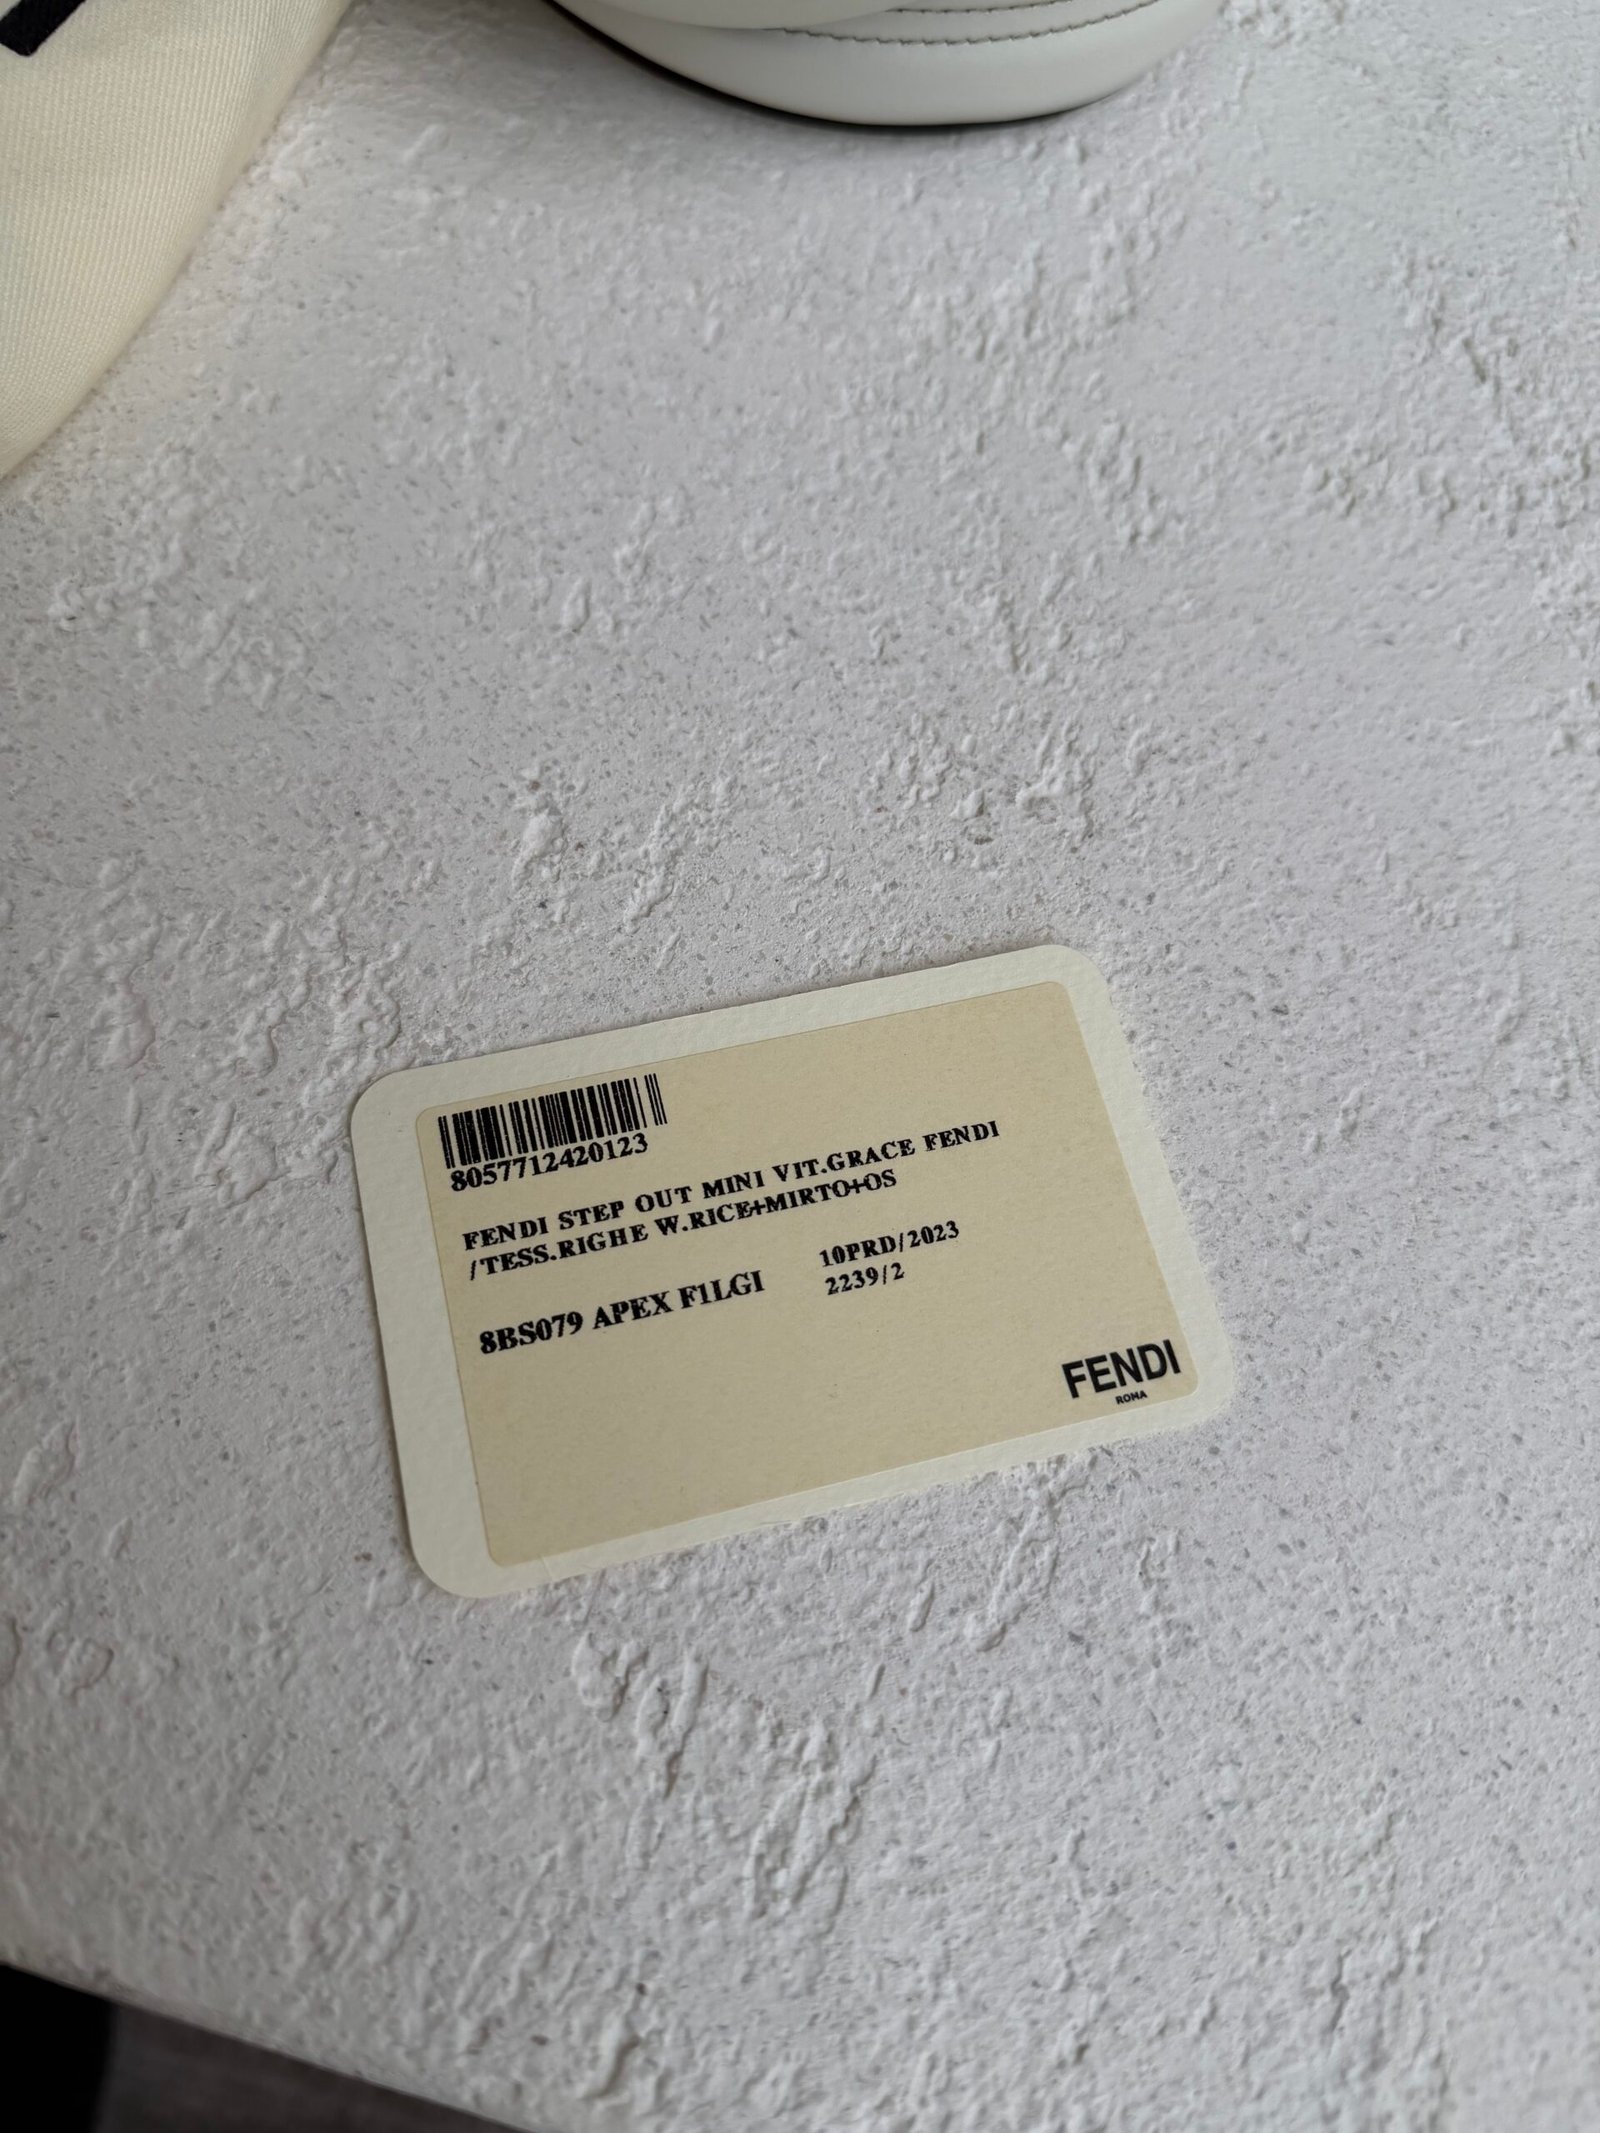 8057712420123
FENDI STEP OUT MINI VIT.GRACE FENDI
/TESS.RIGHE W.RICE+MIRTO+OS
10PRD/2023
8BS079 APEX F1LGI
2239/2
FENDI
ROMA